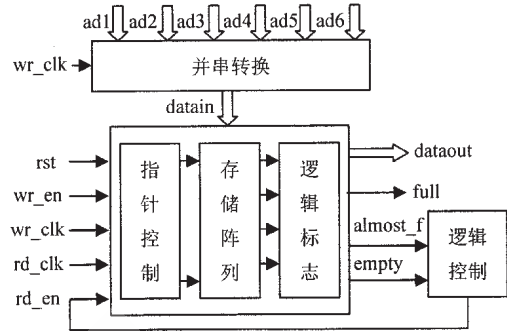 ad1 ad2 ad3 ad4 ad5 ad6
wr_clk
并串转换
datain
rst
wr_en
wr_clk
rd_clk
rd_en
指针控制
存储阵列
逻辑标志
dataout
full
almost_f
empty
逻辑
控制